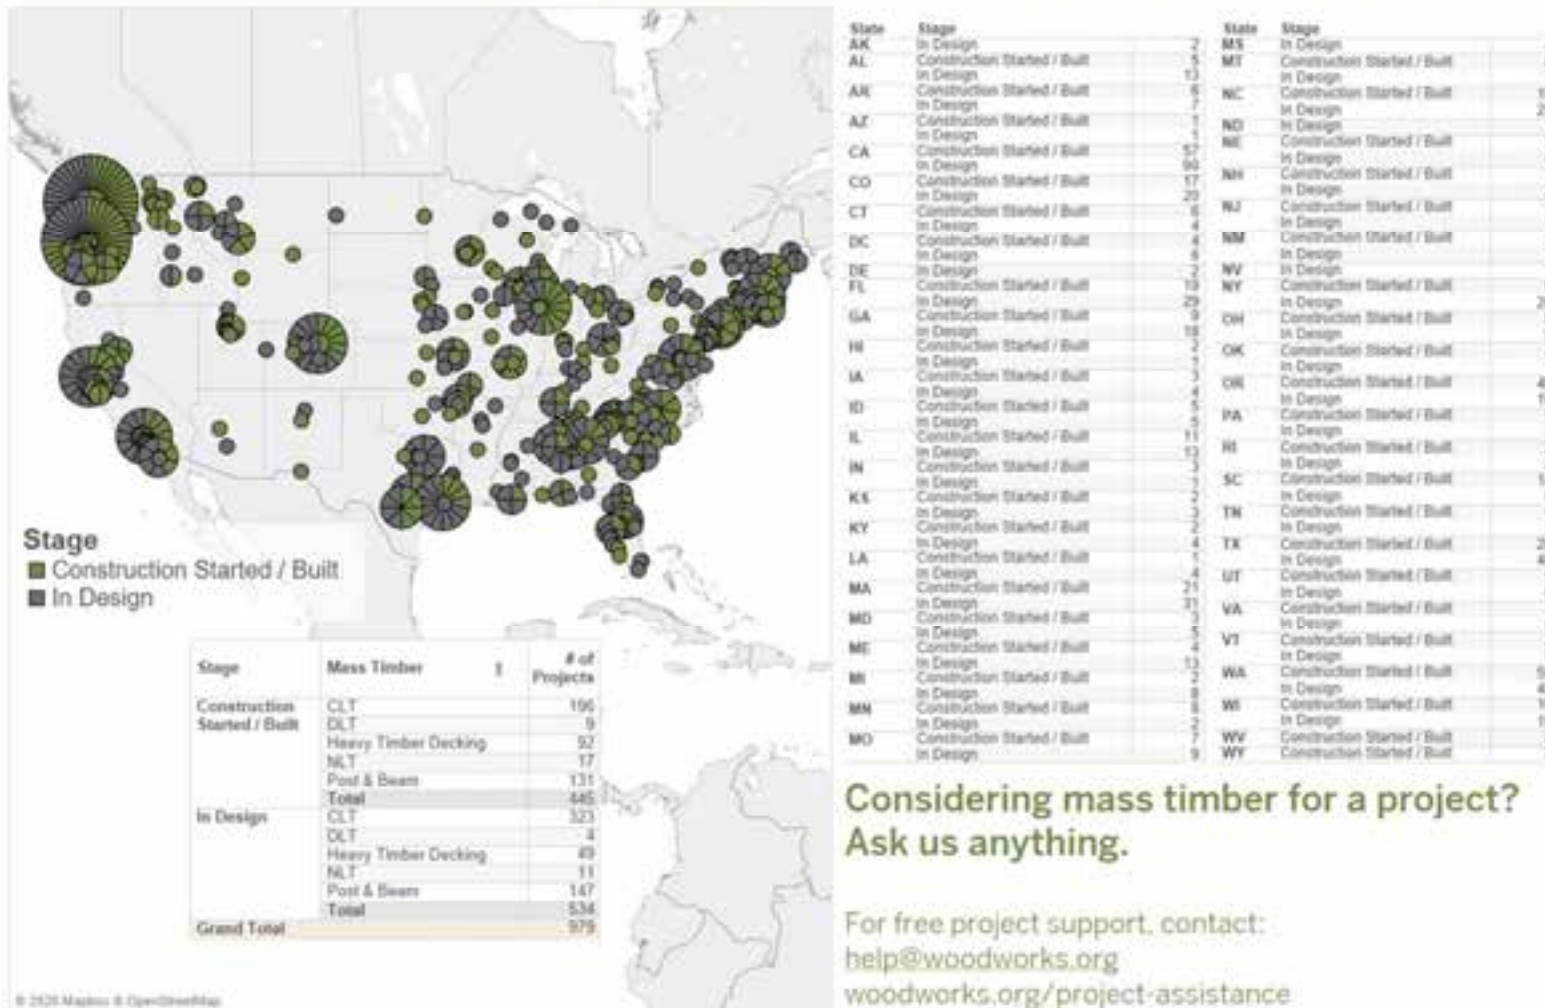 Stage
Construction Started / Built
In Design
Stage Mass Timber # of Projects
Construction Started / Built CLT 196
DLT 9
Heavy Timber Decking 92
NLT 17
Post & Beam 131
Total 445
In Design CLT 323
DLT 4
Heavy Timber Decking 49
NLT 11
Post & Beam 147
Total 534
Grand Total 979
© 2020 Mapbox © OpenStreetMap
State Stage
AK In Design 2
AL Construction Started / Built 5
In Design 13
AR Construction Started / Built 6
In Design 7
AZ Construction Started / Built 1
In Design 1
CA Construction Started / Built 57
In Design
CO Construction Started / Built 17
In Design 20
CT Construction Started / Built 6
In Design 4
DC Construction Started / Built 4
In Design
DE In Design 2
FL Construction Started / Built 19
In Design 29
GA Construction Started / Built 9
In Design
HI Construction Started / Built 2
In Design 1
IA Construction Started / Built 3
In Design 4
ID Construction Started / Built 5
In Design
IL Construction Started / Built 11
In Design 13
IN Construction Started / Built 3
In Design 1
KS Construction Started / Built 2
In Design 3
KY Construction Started / Built 2
In Design 4
LA Construction Started / Built 1
In Design 4
MA Construction Started / Built 21
In Design 31
MD Construction Started / Built 3
In Design 5
ME Construction Started / Built 4
In Design 13
MI Construction Started / Built 2
In Design 8
MN Construction Started / Built
In Design 2
MO Construction Started / Built 7
In Design 9
State Stage
MS In Design
MT Construction Started / Built
In Design
NC Construction Started / Built
In Design
ND In Design
NE Construction Started / Built
In Design
NH Construction Started / Built
In Design
NJ Construction Started / Built
In Design
NM Construction Started / Built
In Design
NV In Design
NY Construction Started / Built
In Design
OH Construction Started / Built
In Design
OK Construction Started / Built
In Design
OR Construction Started / Built
In Design
PA Construction Started / Built
In Design
RI Construction Started / Built
In Design
SC Construction Started / Built
In Design
TN Construction Started / Built
In Design
TX Construction Started / Built
In Design
UT Construction Started / Built
In Design
VA Construction Started / Built
In Design
VT Construction Started / Built
In Design
WA Construction Started / Built
In Design
WI Construction Started / Built
In Design
WV Construction Started / Built
WY Construction Started / Built
Considering mass timber for a project?
Ask us anything.
For free project support, contact:
help@woodworks.org
woodworks.org/project-assistance